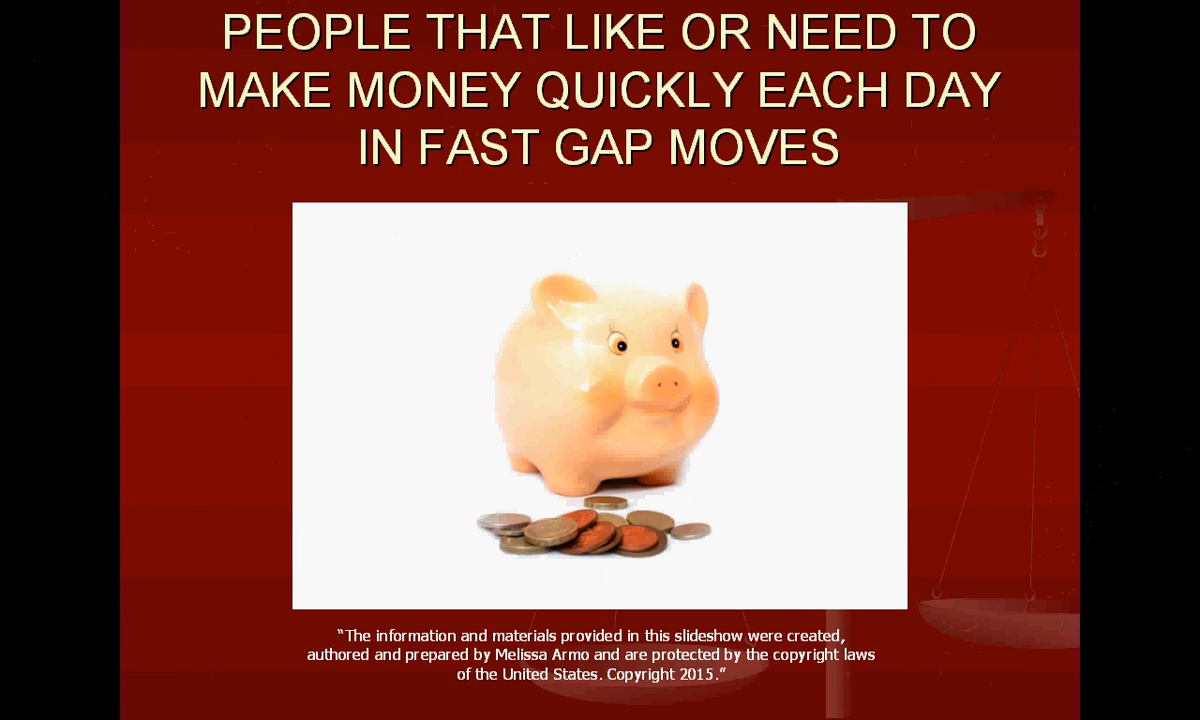 PEOPLE THAT LIKE OR NEED TO
MAKE MONEY QUICKLY EACH DAY
IN FAST GAP MOVES
“The information and materials provided in this slideshow were created,
authored and prepared by Melissa Armo and are protected by the copyright laws
of the United States. Copyright 2015.”